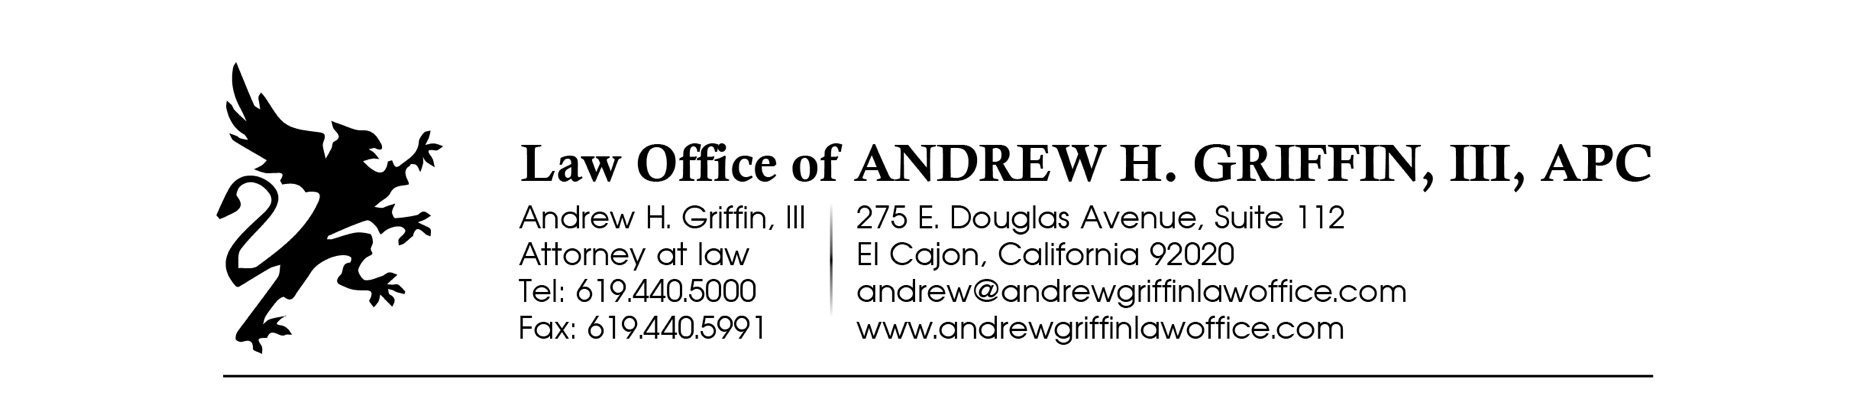 Law Office of ANDREW H. GRIFFIN, III, APC
Andrew H. Griffin, III
Attorney at law
Tel: 619.440.5000
Fax: 619.440.5991
275 E. Douglas Avenue, Suite 112
El Cajon, California 92020
andrew@andrewgriffinlawoffice.com
www.andrewgriffinlawoffice.com